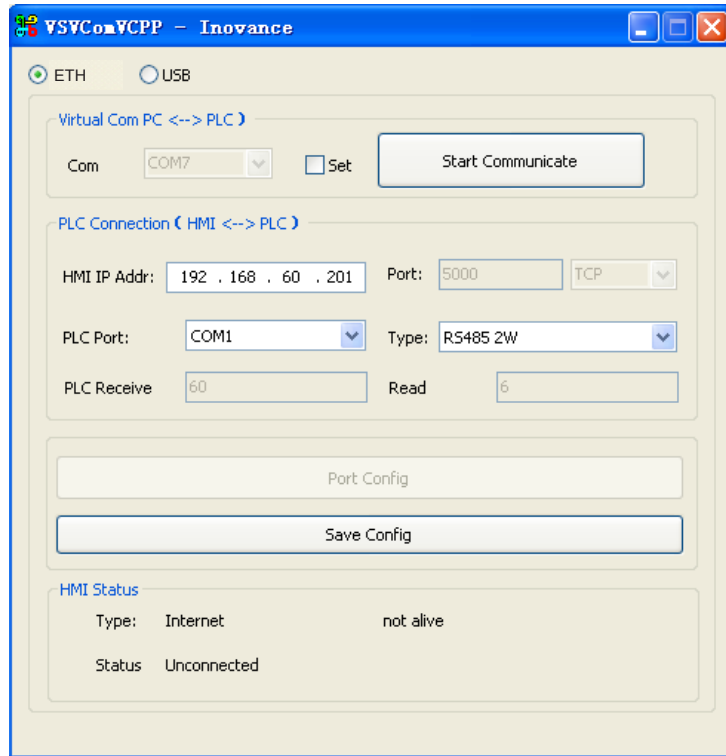 ¥S¥Com¥CPP - Inovance
ETH USB
Virtual Com PC <--> PLC)
Com COM7 Set Start Communicate
PLC Connection ( HMI <--> PLC )
HMI IP Addr: 192 . 168 . 60 . 201 Port: 5000 TCP
PLC Port: COM1 Type: RS485 2W
PLC Receive 60 Read 6
Port Config
Save Config
HMI Status
Type: Internet not alive
Status Unconnected